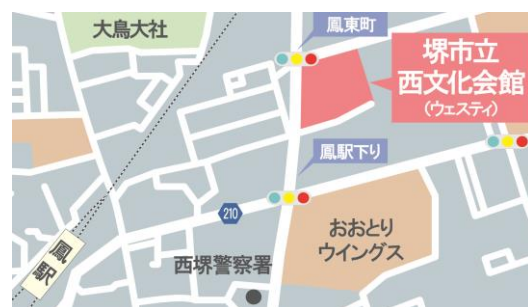 大鳥大社
鳳東町
堺市立
西文化会館
(ウェスティ)
鳳駅下り
210
おおとり
ウイングス
鳳駅
西堺警察署